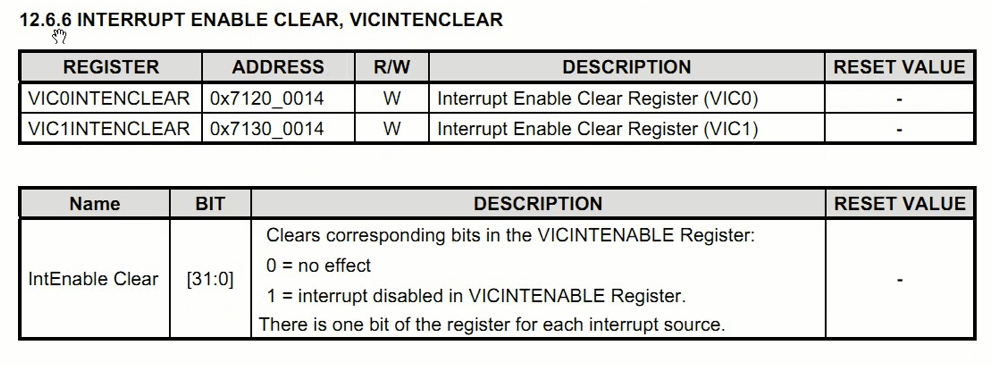 12.6.6 INTERRUPT ENABLE CLEAR, VICINTENCLEAR
REGISTER ADDRESS R/W DESCRIPTION RESET VALUE
VIC0INTENCLEAR 0x7120_0014 W Interrupt Enable Clear Register (VIC0) -
VIC1INTENCLEAR 0x7130_0014 W Interrupt Enable Clear Register (VIC1) -
Name BIT DESCRIPTION RESET VALUE
Clears corresponding bits in the VICINTENABLE Register:
0 = no effect
IntEnable Clear [31:0] -
1 = interrupt disabled in VICINTENABLE Register.
There is one bit of the register for each interrupt source.